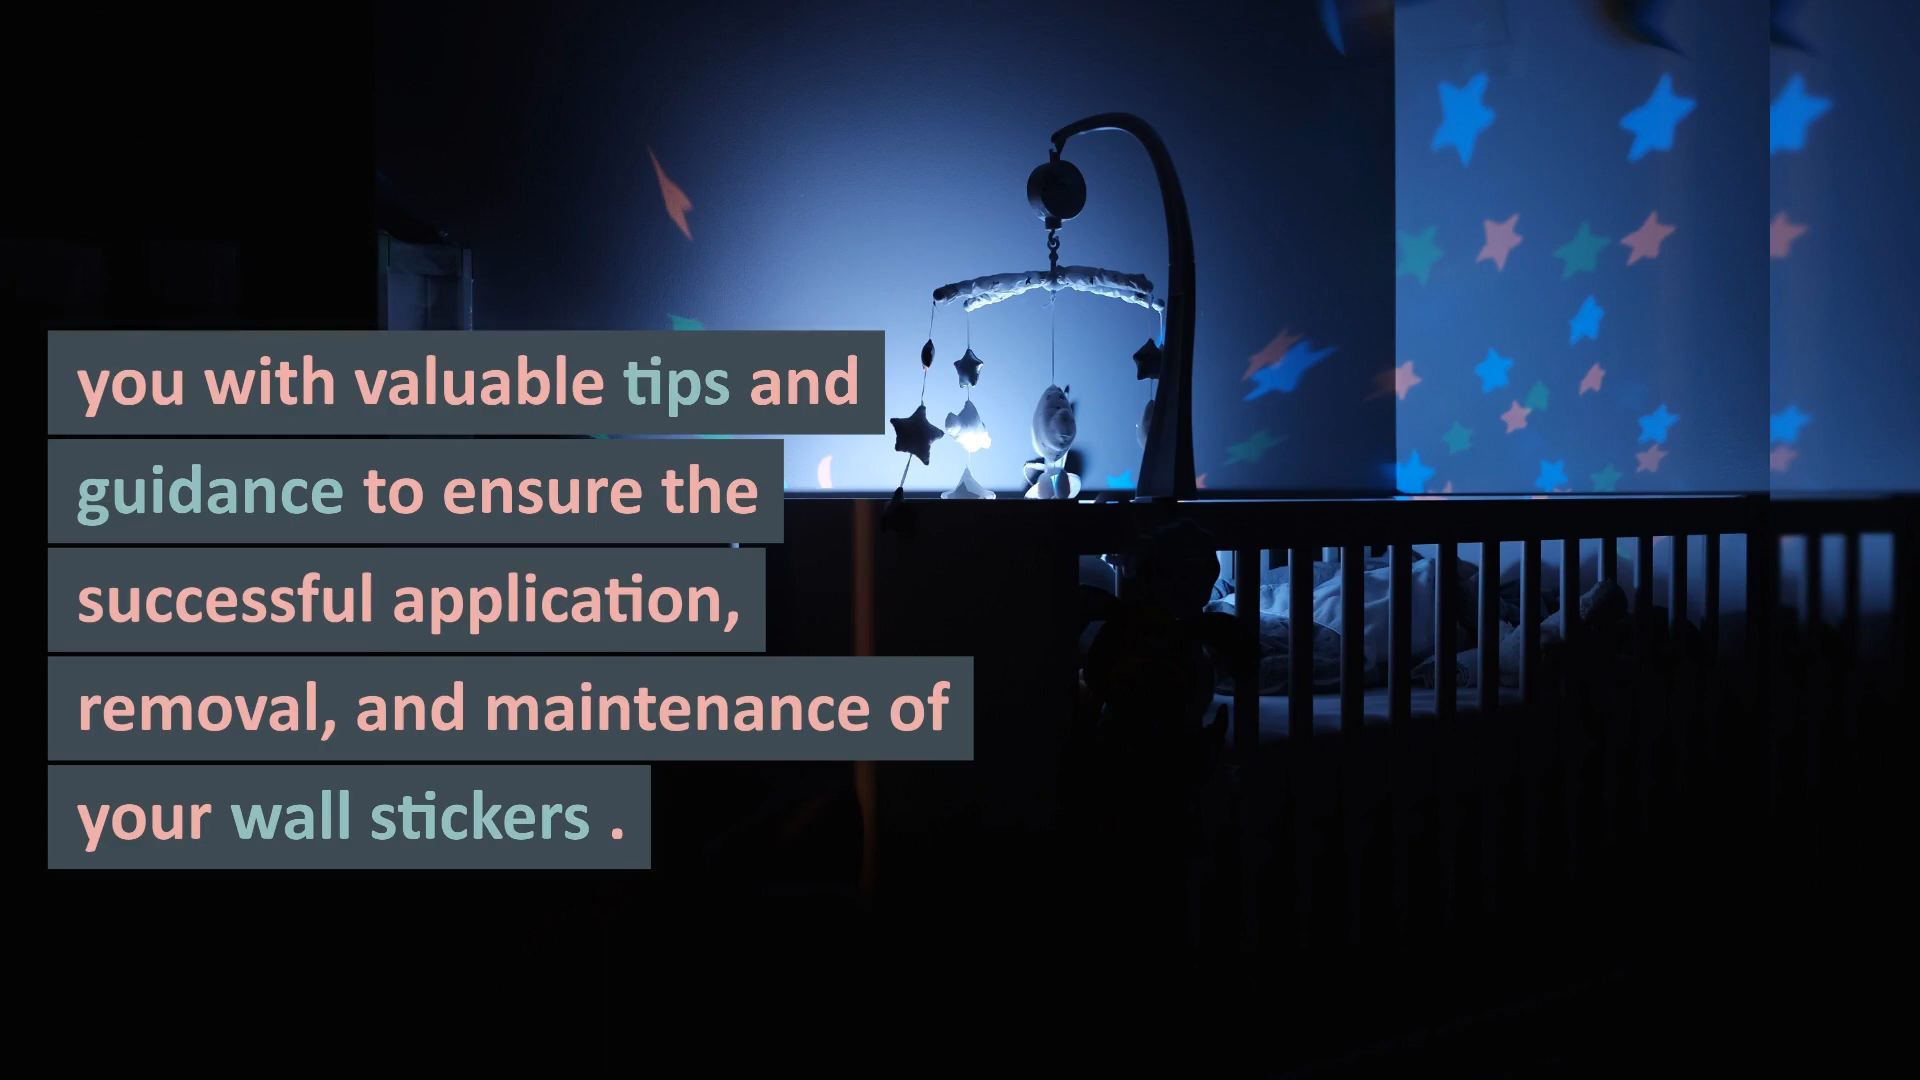 you with valuable tips and
guidance to ensure the
successful application,
removal, and maintenance of
your wall stickers .